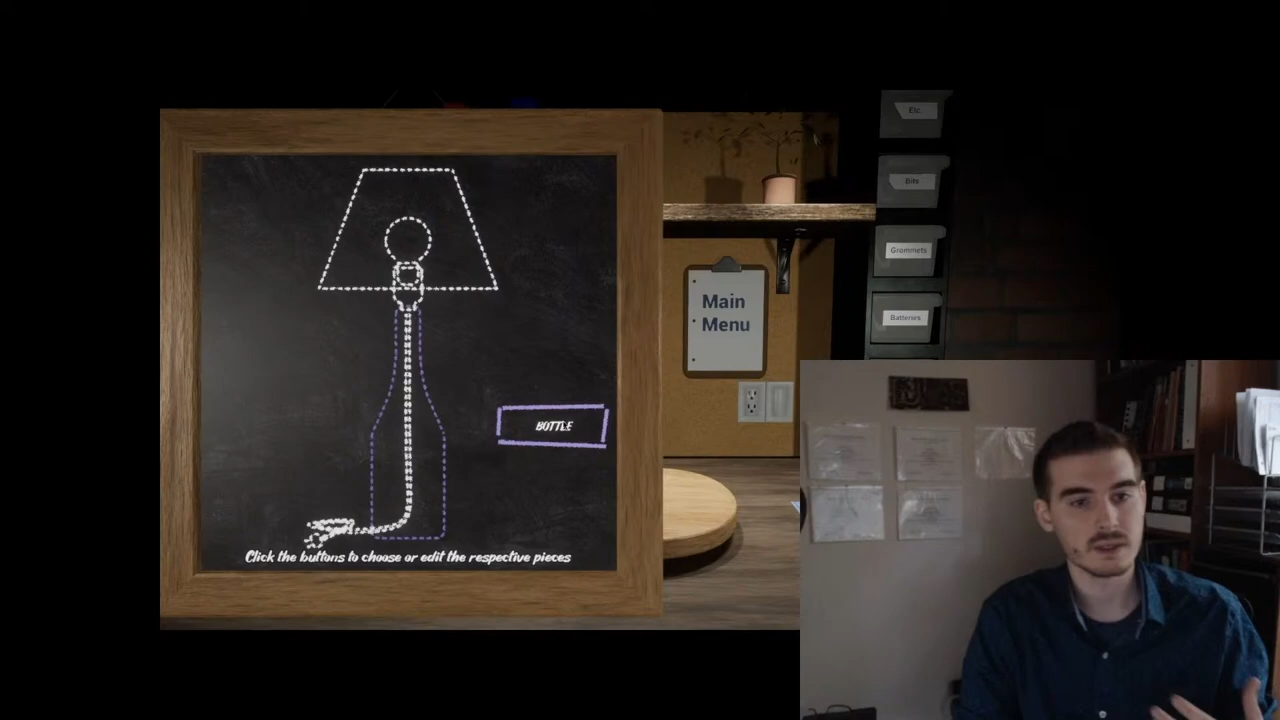 Etc.
Bits
Grommets
Batteries
Main
Menu
BOTTLE
Click the buttons to choose or edit the respective pieces